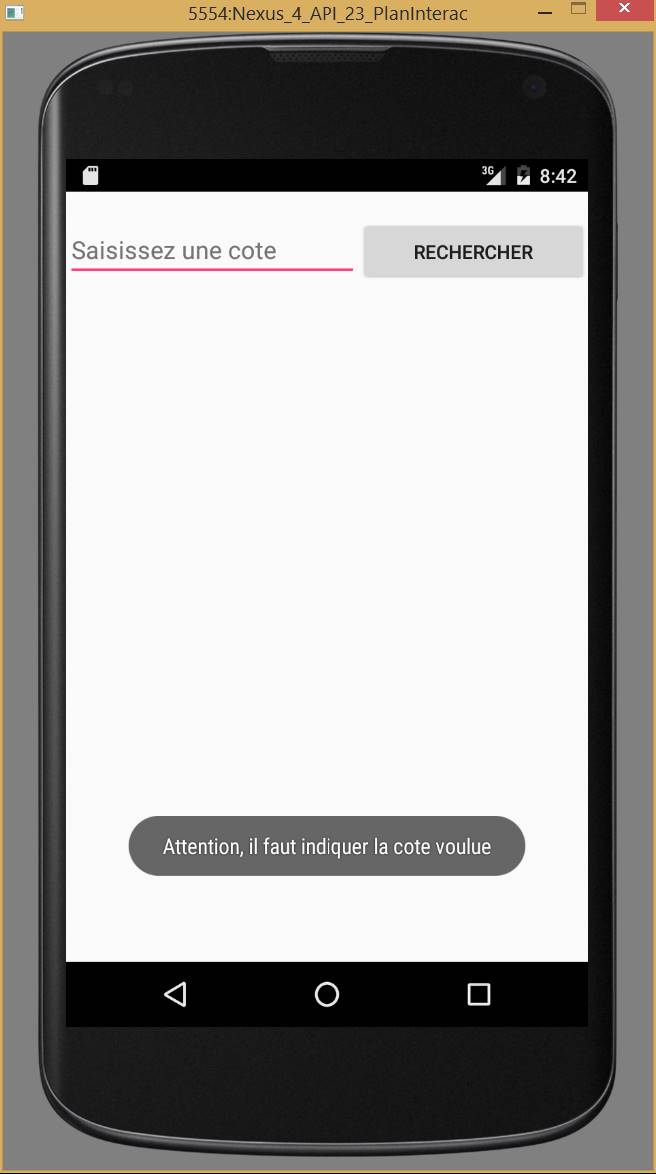 5554:Nexus_4_API_23_PlanInterac
3G 8:42
Saisissez une cote
RECHERCHER
Attention, il faut indiquer la cote voulue